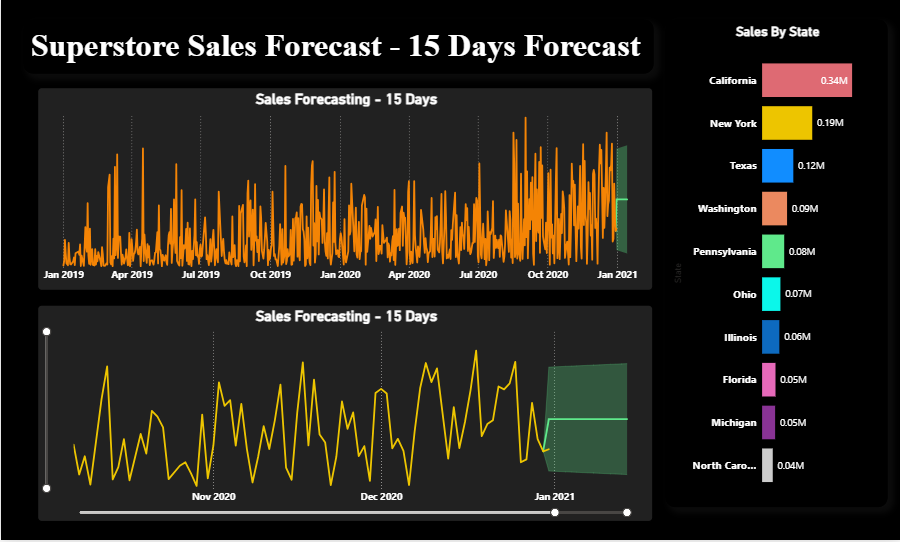 Superstore Sales Forecast - 15 Days Forecast
Sales Forecasting - 15 Days
Jan 2019 Apr 2019 Jul 2019 Oct 2019 Jan 2020 Apr 2020 Jul 2020 Oct 2020 Jan 2021
Sales Forecasting - 15 Days
Nov 2020 Dec 2020 Jan 2021
Sales By State
State
California 0.34M
New York 0.19M
Texas 0.12M
Washington 0.09M
Pennsylvania 0.08M
Ohio 0.07M
Illinois 0.06M
Florida 0.05M
Michigan 0.05M
North Caro... 0.04M